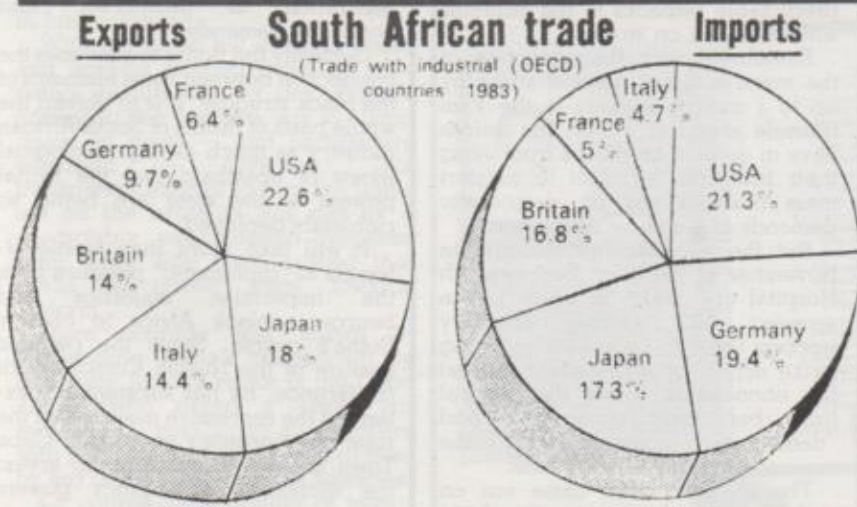 Exports South African trade Imports
(Trade with industrial (OECD)
countries 1983)
France
6.4%
USA
22.6%
Japan
18%
Italy
14.4%
Britain
14%
Germany
9.7%
Italy
4.7%
USA
21.3%
Germany
19.4%
Japan
17.3%
Britain
16.8%
France
5%